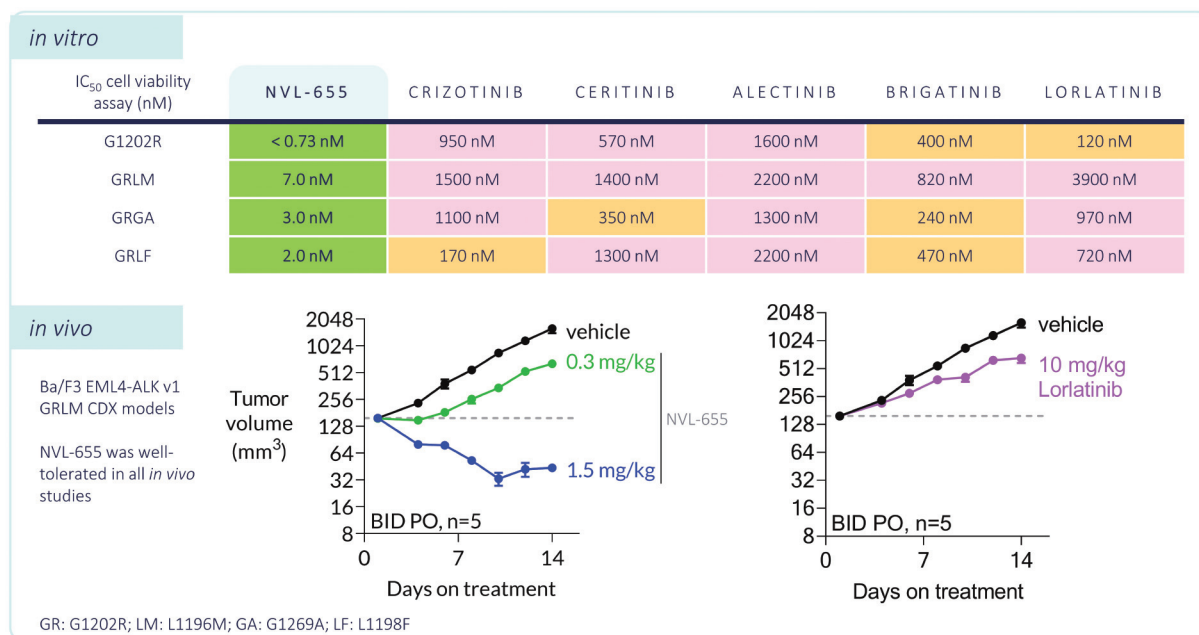 in vitro
IC50 cell viability
assay (nM)
NVL-655 CRIZOTINIB CERITINIB ALECTINIB BRIGATINIB LORLATINIB
G1202R < 0.73 nM 950 nM 570 nM 1600 nM 400 nM 120 nM
GRLM 7.0 nM 1500 nM 1400 nM 2200 nM 820 nM 3900 nM
GRGA 3.0 nM 1100 nM 350 nM 1300 nM 240 nM 970 nM
GRLF 2.0 nM 170 nM 1300 nM 2200 nM 470 nM 720 nM
in vivo
Ba/F3 EML4-ALK v1
GRLM CDX models
NVL-655 was well-
tolerated in all in vivo
studies
Tumor
volume
(mm3)
2048
1024
512
256
128
64
32
16
8
vehicle
0.3 mg/kg
NVL-655
1.5 mg/kg
BID PO, n=5
0 7 14
Days on treatment
2048
1024
512
256
128
64
32
16
8
vehicle
10 mg/kg
Lorlatinib
BID PO, n=5
0 7 14
Days on treatment
GR: G1202R; LM: L1196M; GA: G1269A; LF: L1198F